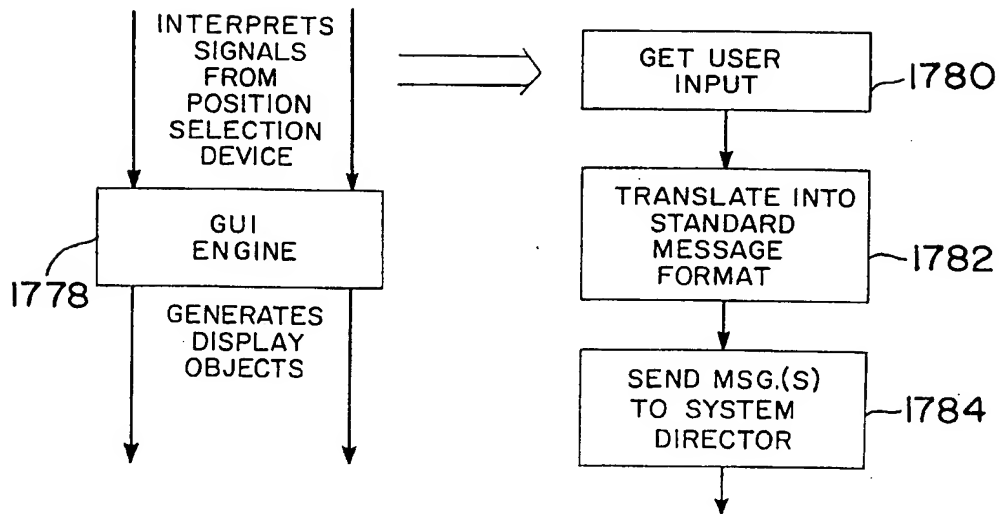 INTERPRETS
SIGNALS
FROM
POSITION
SELECTION
DEVICE
GUI
ENGINE
1778
GENERATES
DISPLAY
OBJECTS
GET USER
INPUT
1780
TRANSLATE INTO
STANDARD
MESSAGE
FORMAT
1782
SEND MSG.(S)
TO SYSTEM
DIRECTOR
1784